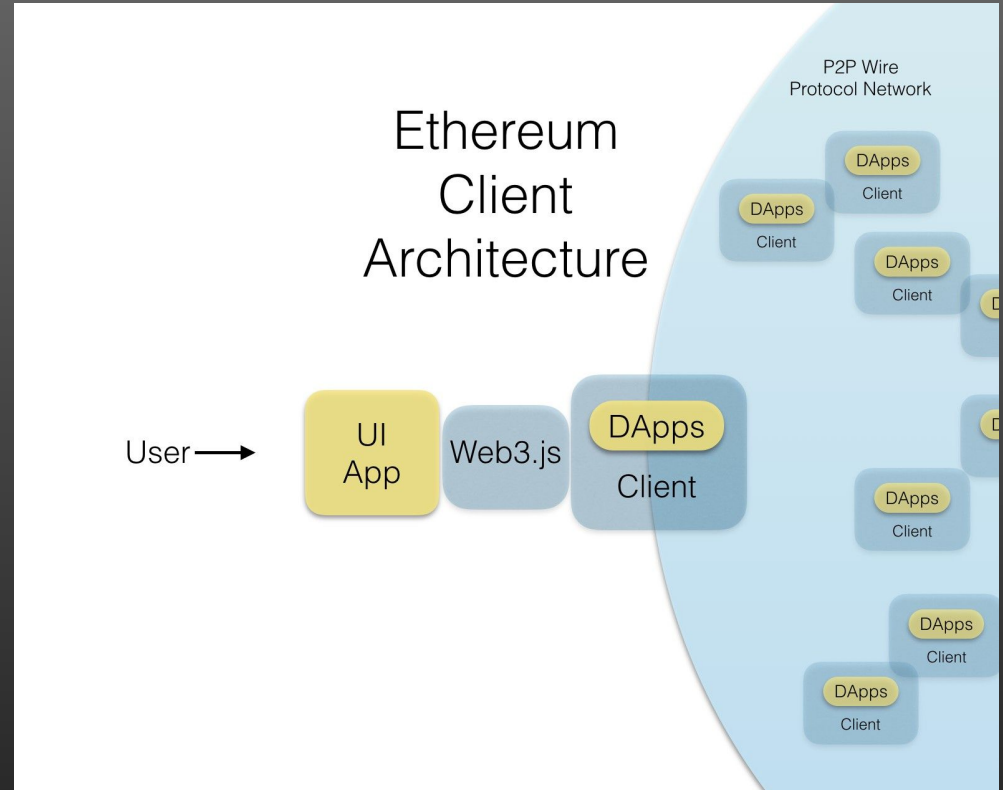 Ethereum
Client
Architecture
P2P Wire
Protocol Network
DApps
Client
DApps
Client
DApps
Client
User
UI
App
Web3.js
DApps
Client
DApps
Client
DApps
Client
DApps
Client